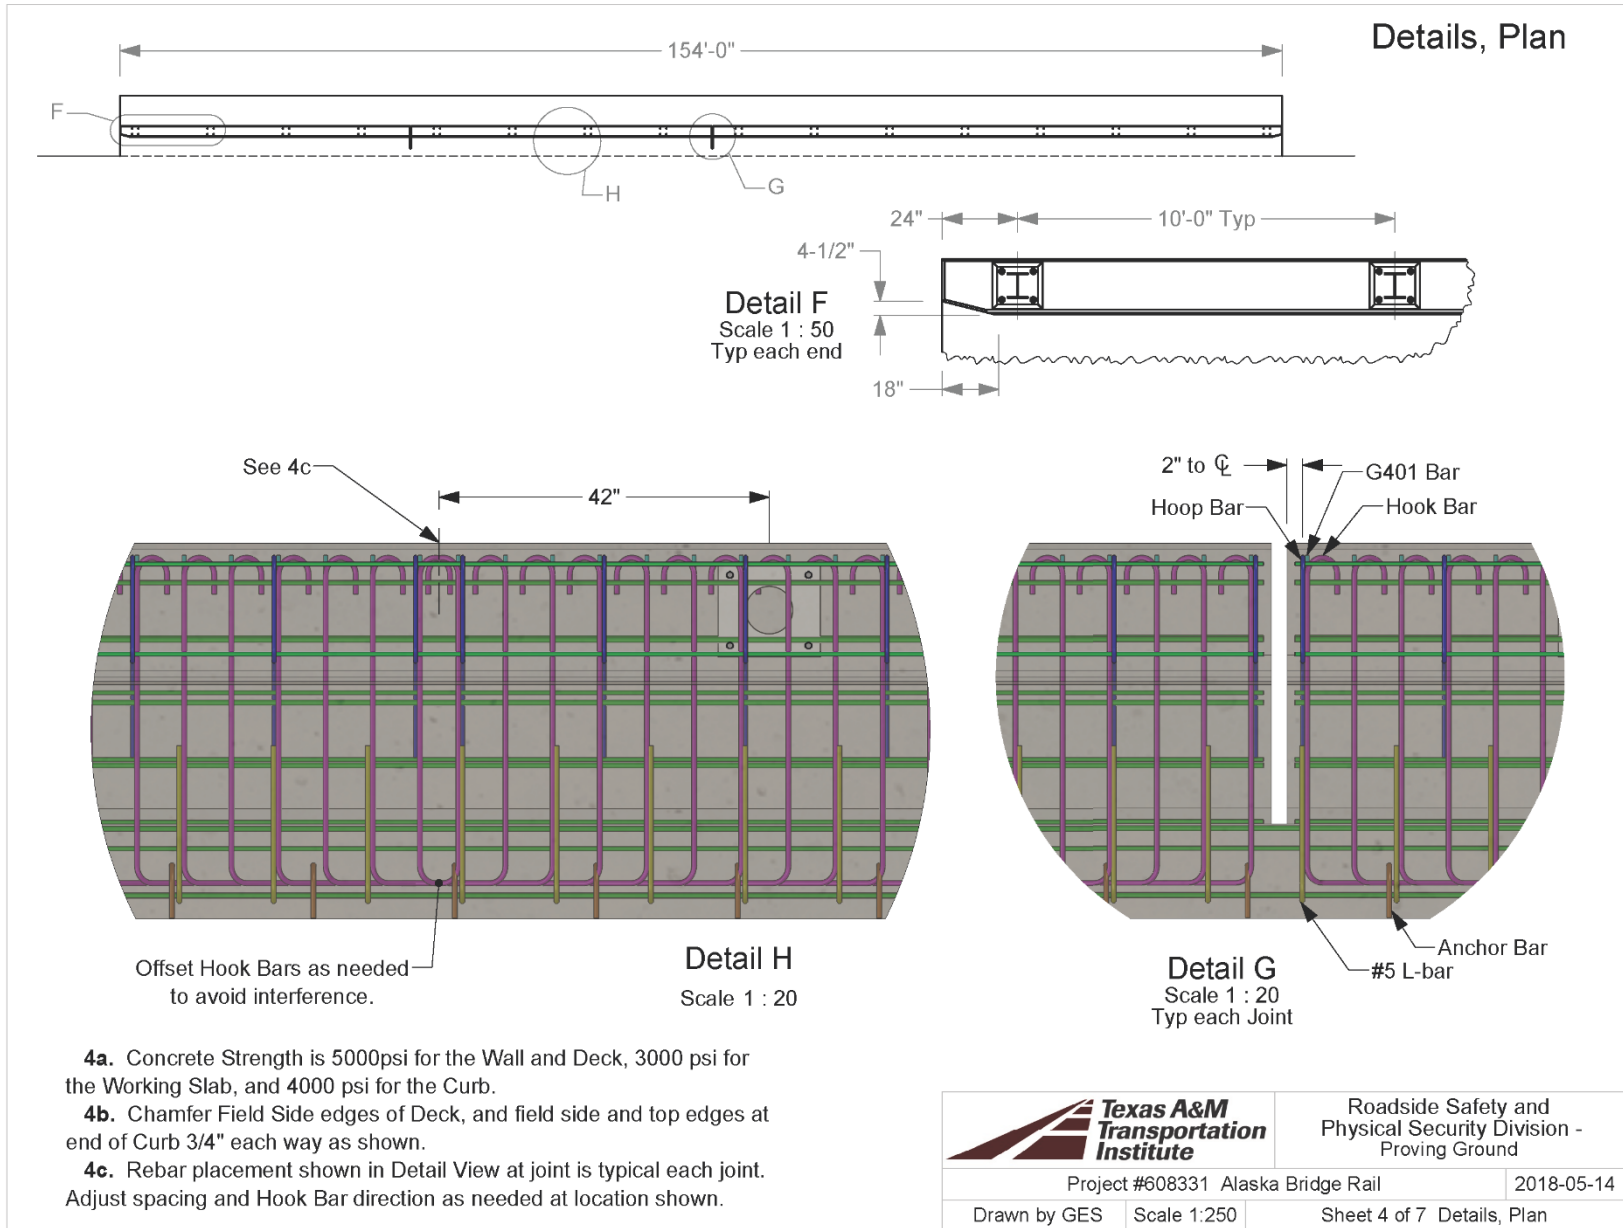 Details, Plan
154'-0"
F
H
G
24"
10'-0" Typ
4-1/2"
Detail F
Scale 1 : 50
Typ each end
18"
See 4c
42"
2" to ℄
G401 Bar
Hoop Bar
Hook Bar
Offset Hook Bars as needed
to avoid interference.
Detail H
Scale 1 : 20
Anchor Bar
#5 L-bar
Detail G
Scale 1 : 20
Typ each Joint
4a. Concrete Strength is 5000psi for the Wall and Deck, 3000 psi for
the Working Slab, and 4000 psi for the Curb.
4b. Chamfer Field Side edges of Deck, and field side and top edges at
end of Curb 3/4" each way as shown.
4c. Rebar placement shown in Detail View at joint is typical each joint.
Adjust spacing and Hook Bar direction as needed at location shown.
Texas A&M
Transportation
Institute
Roadside Safety and
Physical Security Division -
Proving Ground
Project #608331 Alaska Bridge Rail
2018-05-14
Drawn by GES
Scale 1:250
Sheet 4 of 7 Details, Plan